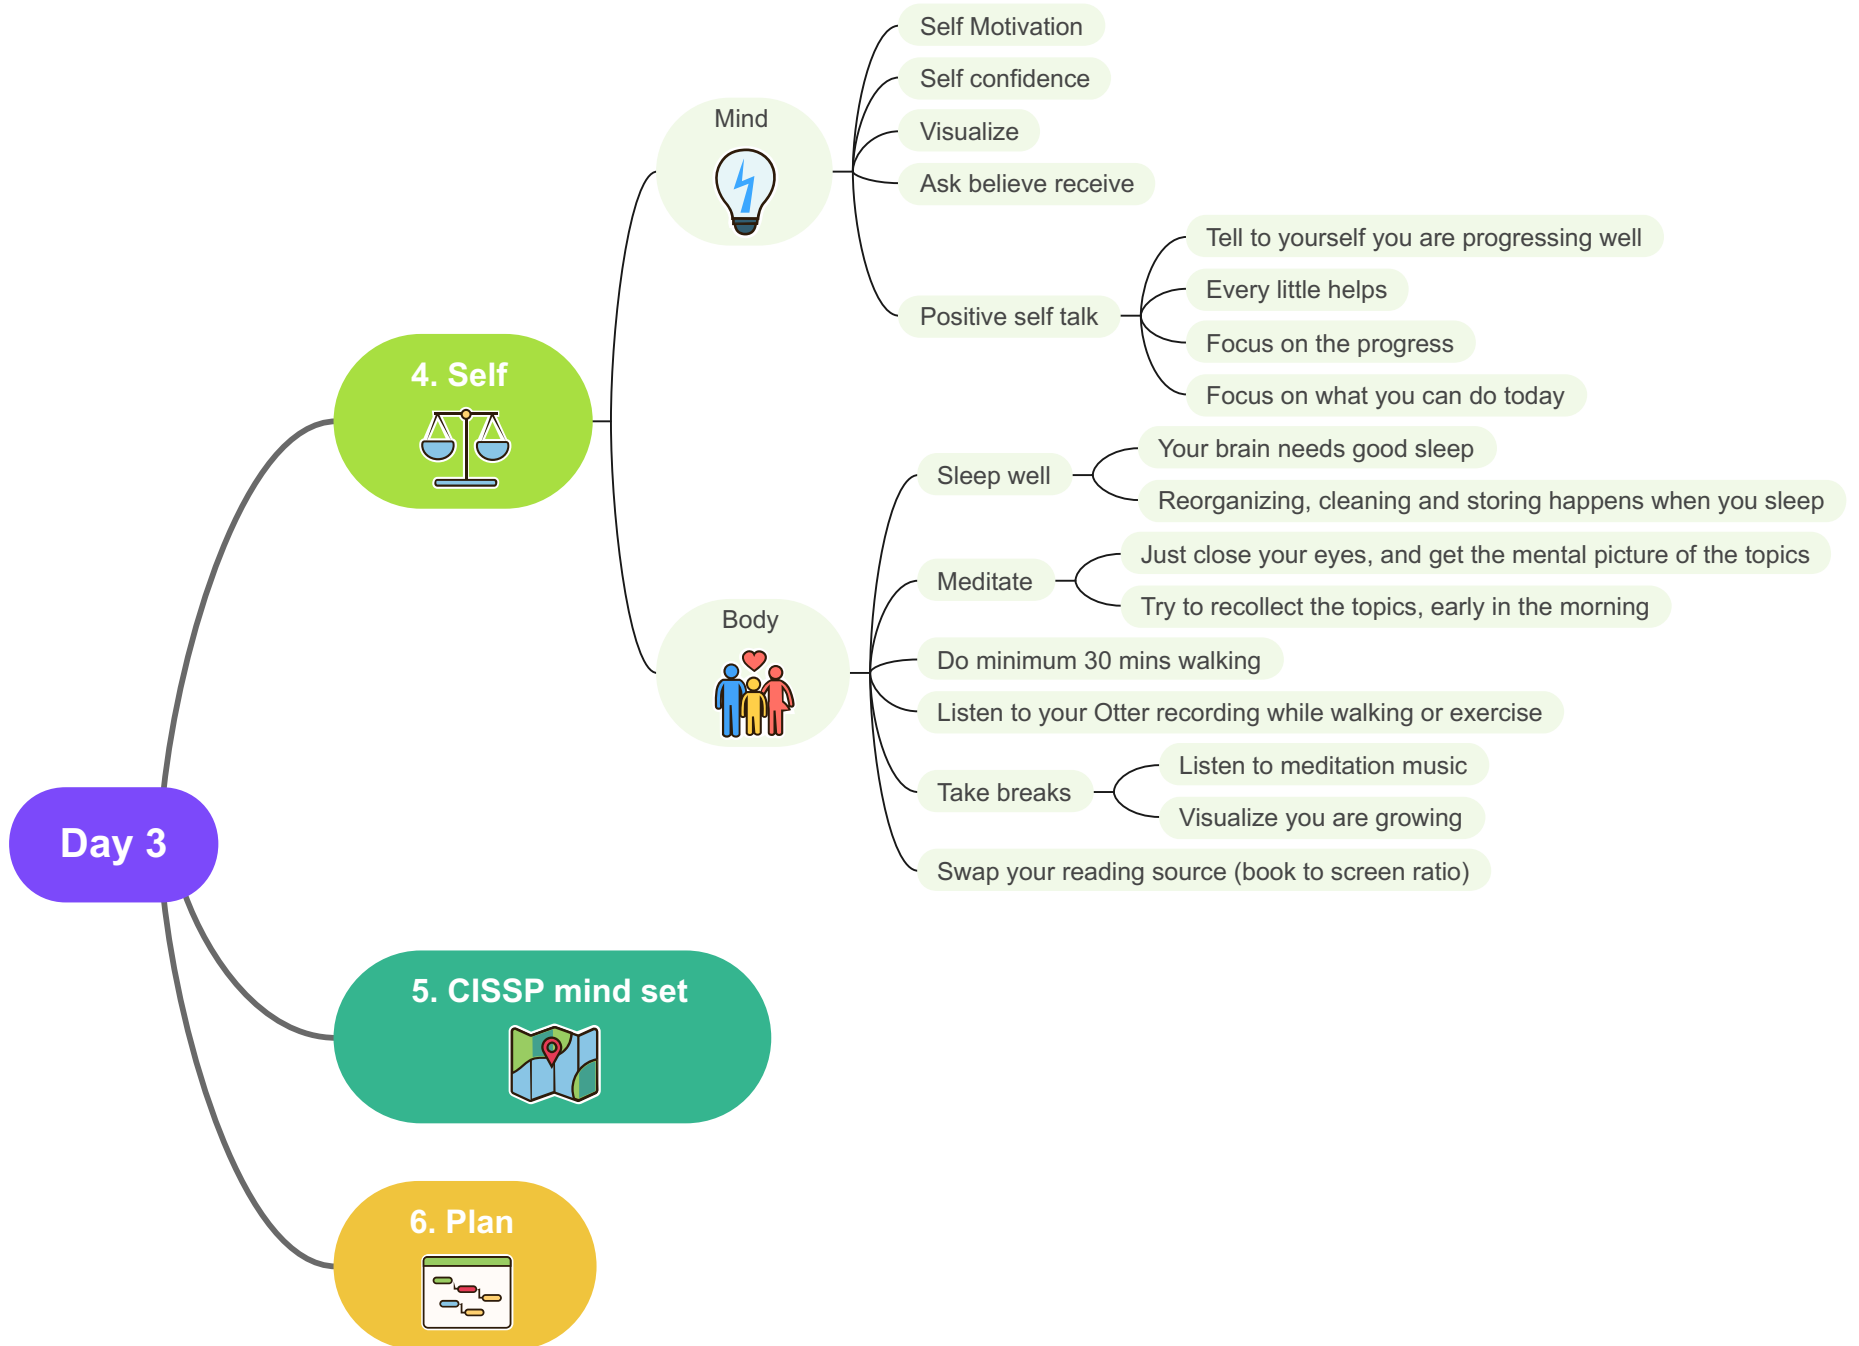 Day 3
4. Self
Mind
Self Motivation
Self confidence
Visualize
Ask believe receive
Positive self talk
Tell to yourself you are progressing well
Every little helps
Focus on the progress
Focus on what you can do today
Body
Sleep well
Your brain needs good sleep
Reorganizing, cleaning and storing happens when you sleep
Meditate
Just close your eyes, and get the mental picture of the topics
Try to recollect the topics, early in the morning
Do minimum 30 mins walking
Listen to your Otter recording while walking or exercise
Take breaks
Listen to meditation music
Visualize you are growing
Swap your reading source (book to screen ratio)
5. CISSP mind set
6. Plan